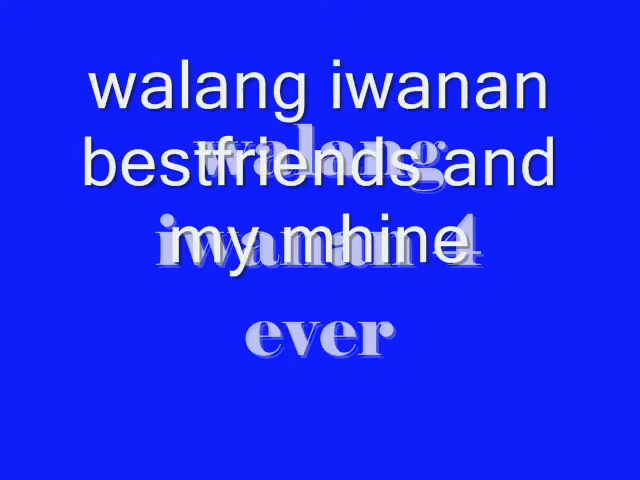 walang iwanan
bestfriends and
my mhine
walang
iwanan 4
ever